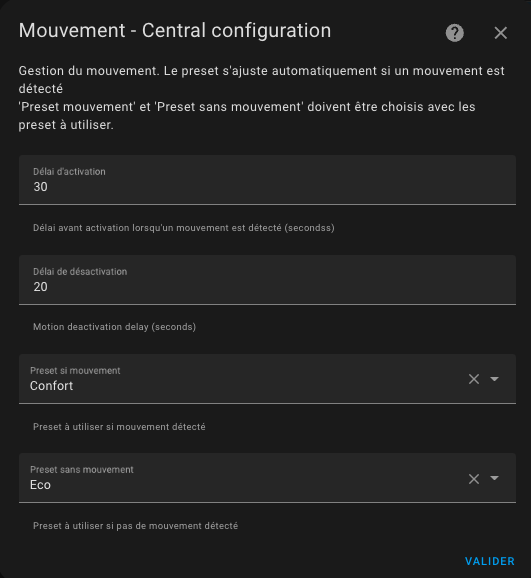 Mouvement - Central configuration
Gestion du mouvement. Le preset s'ajuste automatiquement si un mouvement est
détecté
'Preset mouvement' et 'Preset sans mouvement' doivent être choisis avec les
preset à utiliser.
Délai d'activation
30
Délai avant activation lorsqu'un mouvement est détecté (secondss)
Délai de désactivation
20
Motion deactivation delay (seconds)
Preset si mouvement
Confort
Preset à utiliser si mouvement détecté
Preset sans mouvement
Eco
Preset à utiliser si pas de mouvement détecté
VALIDER